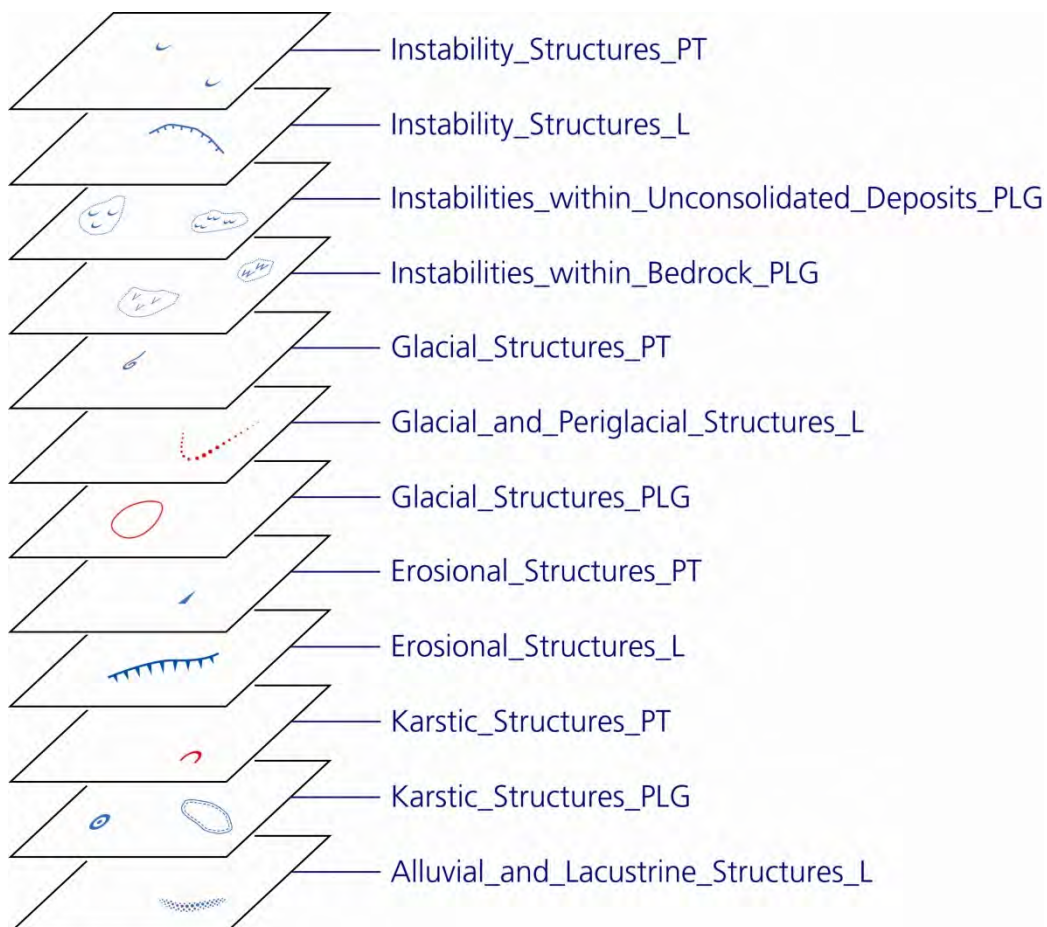 Instability_Structures_PT
Instability_Structures_L
Instabilities_within_Unconsolidated_Deposits_PLG
Instabilities_within_Bedrock_PLG
Glacial_Structures_PT
Glacial_and_Periglacial_Structures_L
Glacial_Structures_PLG
Erosional_Structures_PT
Erosional_Structures_L
Karstic_Structures_PT
Karstic_Structures_PLG
Alluvial_and_Lacustrine_Structures_L